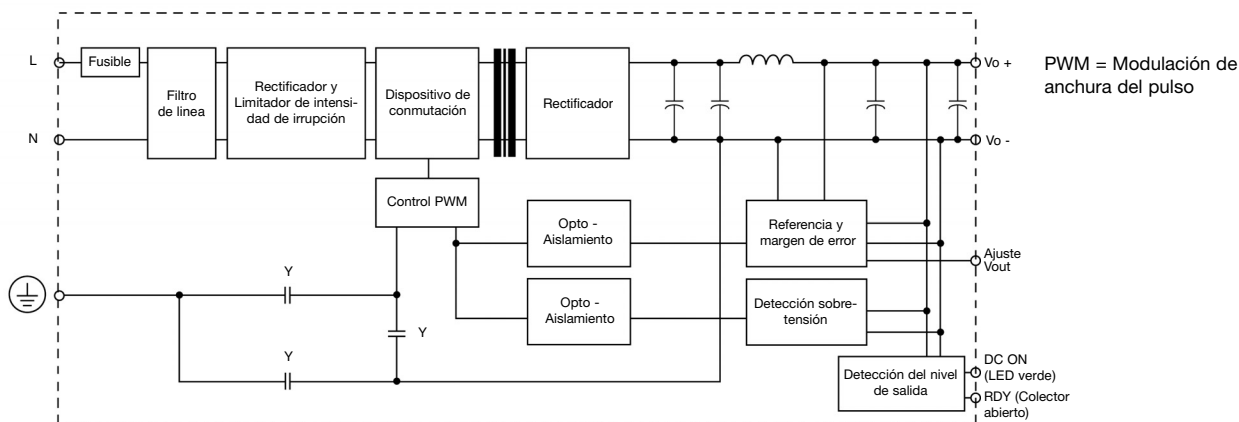 L
Fusible
Filtro
de linea
Rectificador y
Limitador de intensi-
dad de irrupción
Dispositivo de
conmutación
Rectificador
Vo +
PWM = Modulación de
anchura del pulso
N
Vo -
Control PWM
Opto -
Aislamiento
Referencia y
margen de error
Ajuste
Vout
Y
Opto -
Aislamiento
Detección sobre-
tensión
Y
Y
Detección del nivel
de salida
DC ON
(LED verde)
RDY (Colector
abierto)